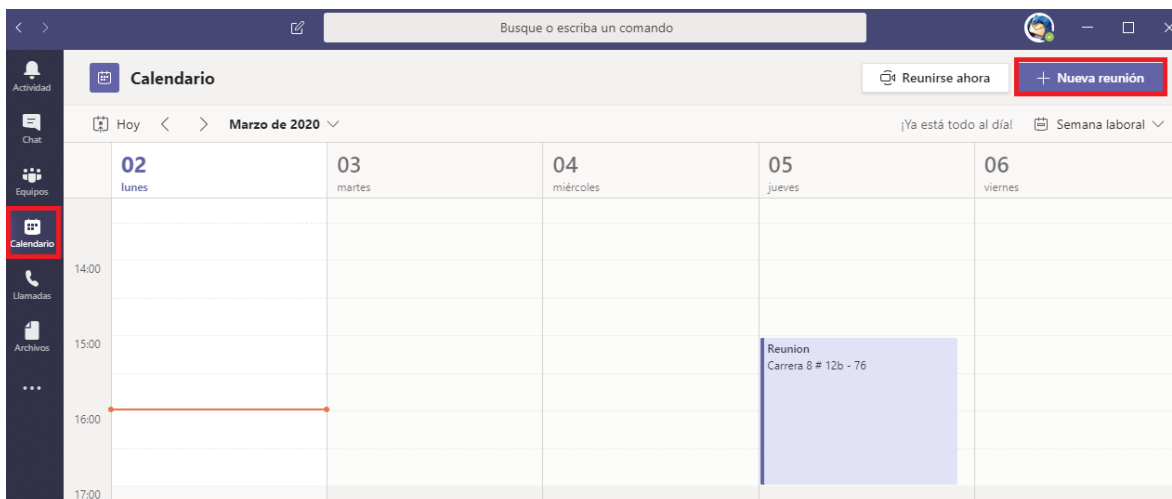 Busque o escriba un comando
Actividad
Chat
Equipos
Calendario
Llamadas
Archivos
Calendario
Reunirse ahora
+ Nueva reunión
Hoy
Marzo de 2020
¡Ya está todo al día!
Semana laboral
02
lunes
03
martes
04
miércoles
05
jueves
06
viernes
14:00
15:00
16:00
17:00
Reunion
Carrera 8 # 12b - 76